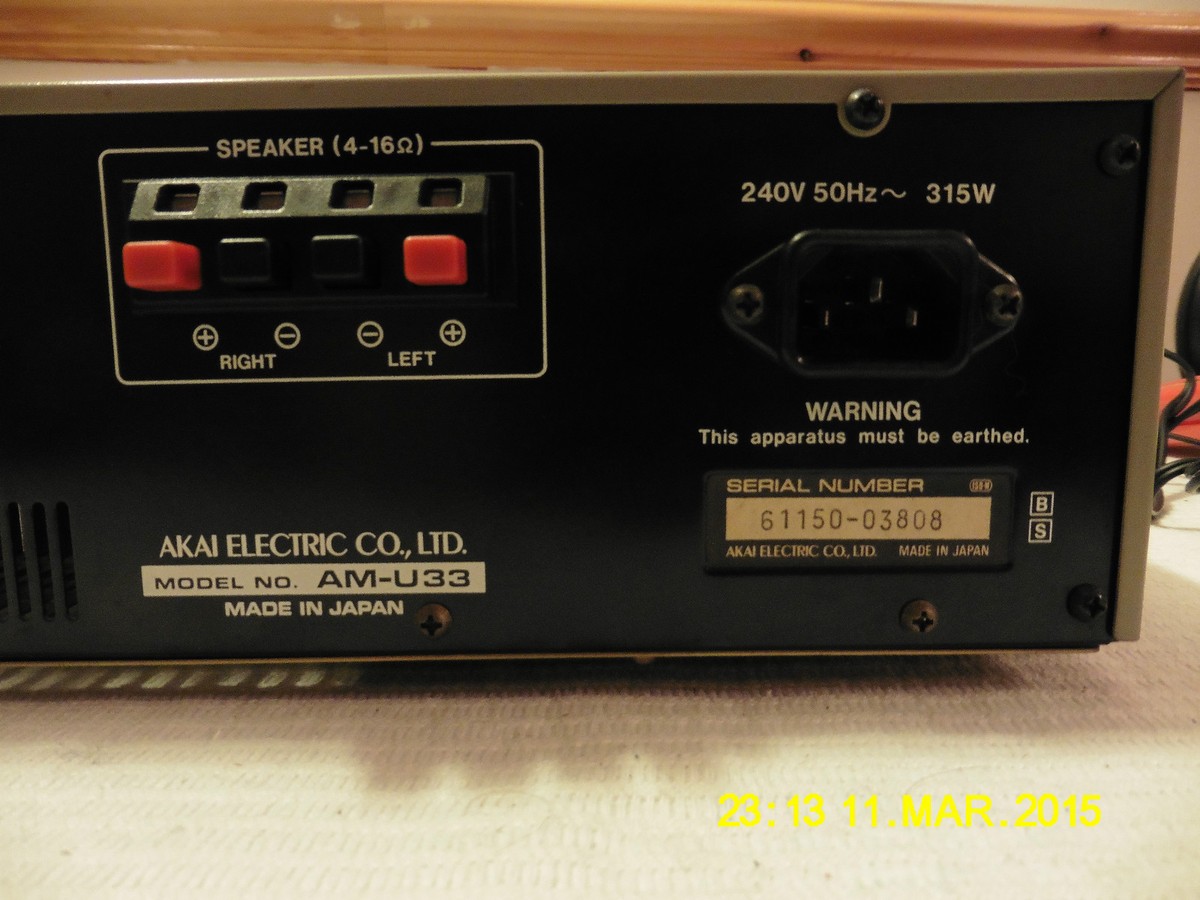 SPEAKER (4-16Ω)
⊕ ⊖ ⊖ ⊕
RIGHT LEFT
240V 50Hz～ 315W
WARNING
This apparatus must be earthed.
SERIAL NUMBER
61150-03808
AKAI ELECTRIC CO., LTD. MADE IN JAPAN
B
S
AKAI ELECTRIC CO., LTD.
MODEL NO. AM-U33
MADE IN JAPAN
23:13 11.MAR.2015